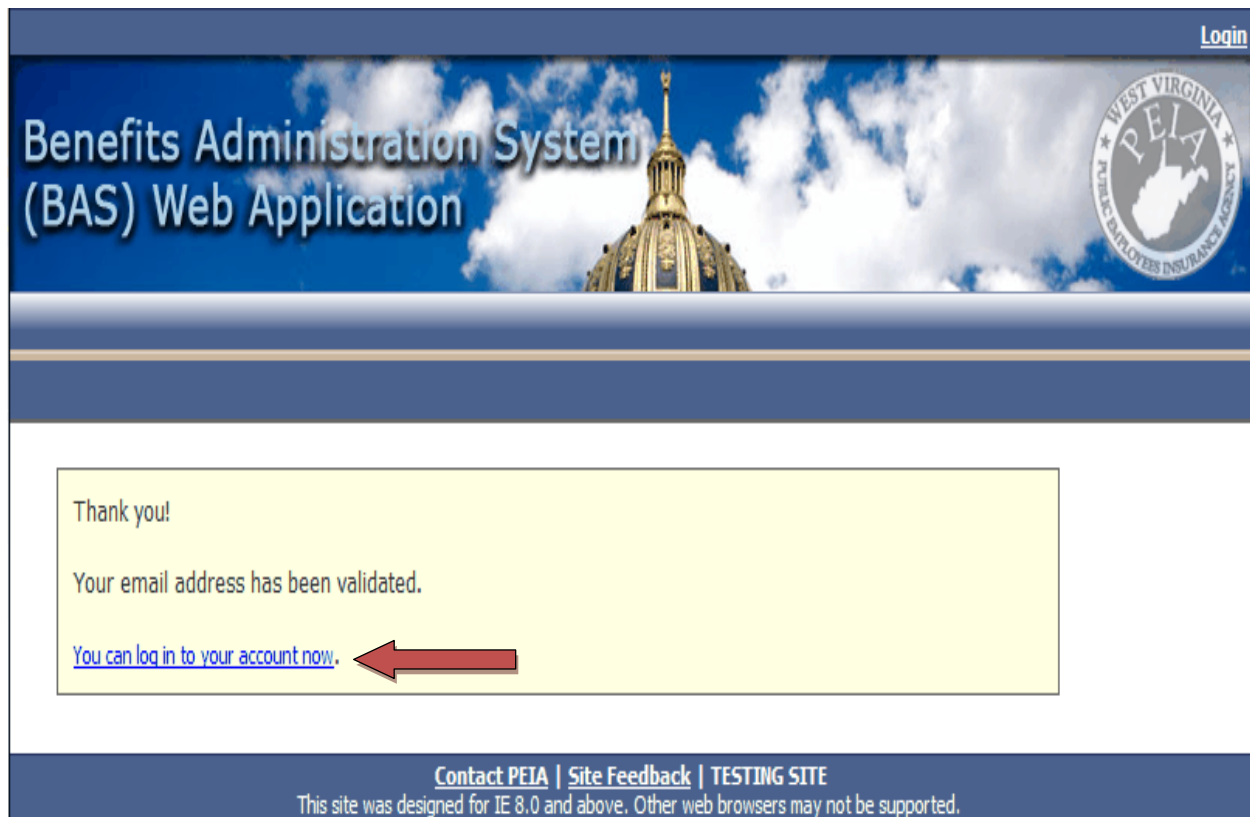 Login
Benefits Administration System
(BAS) Web Application
WEST VIRGINIA
PEIA
PUBLIC EMPLOYEES INSURANCE AGENCY
Thank you!
Your email address has been validated.
You can log in to your account now.
Contact PEIA | Site Feedback | TESTING SITE
This site was designed for IE 8.0 and above. Other web browsers may not be supported.